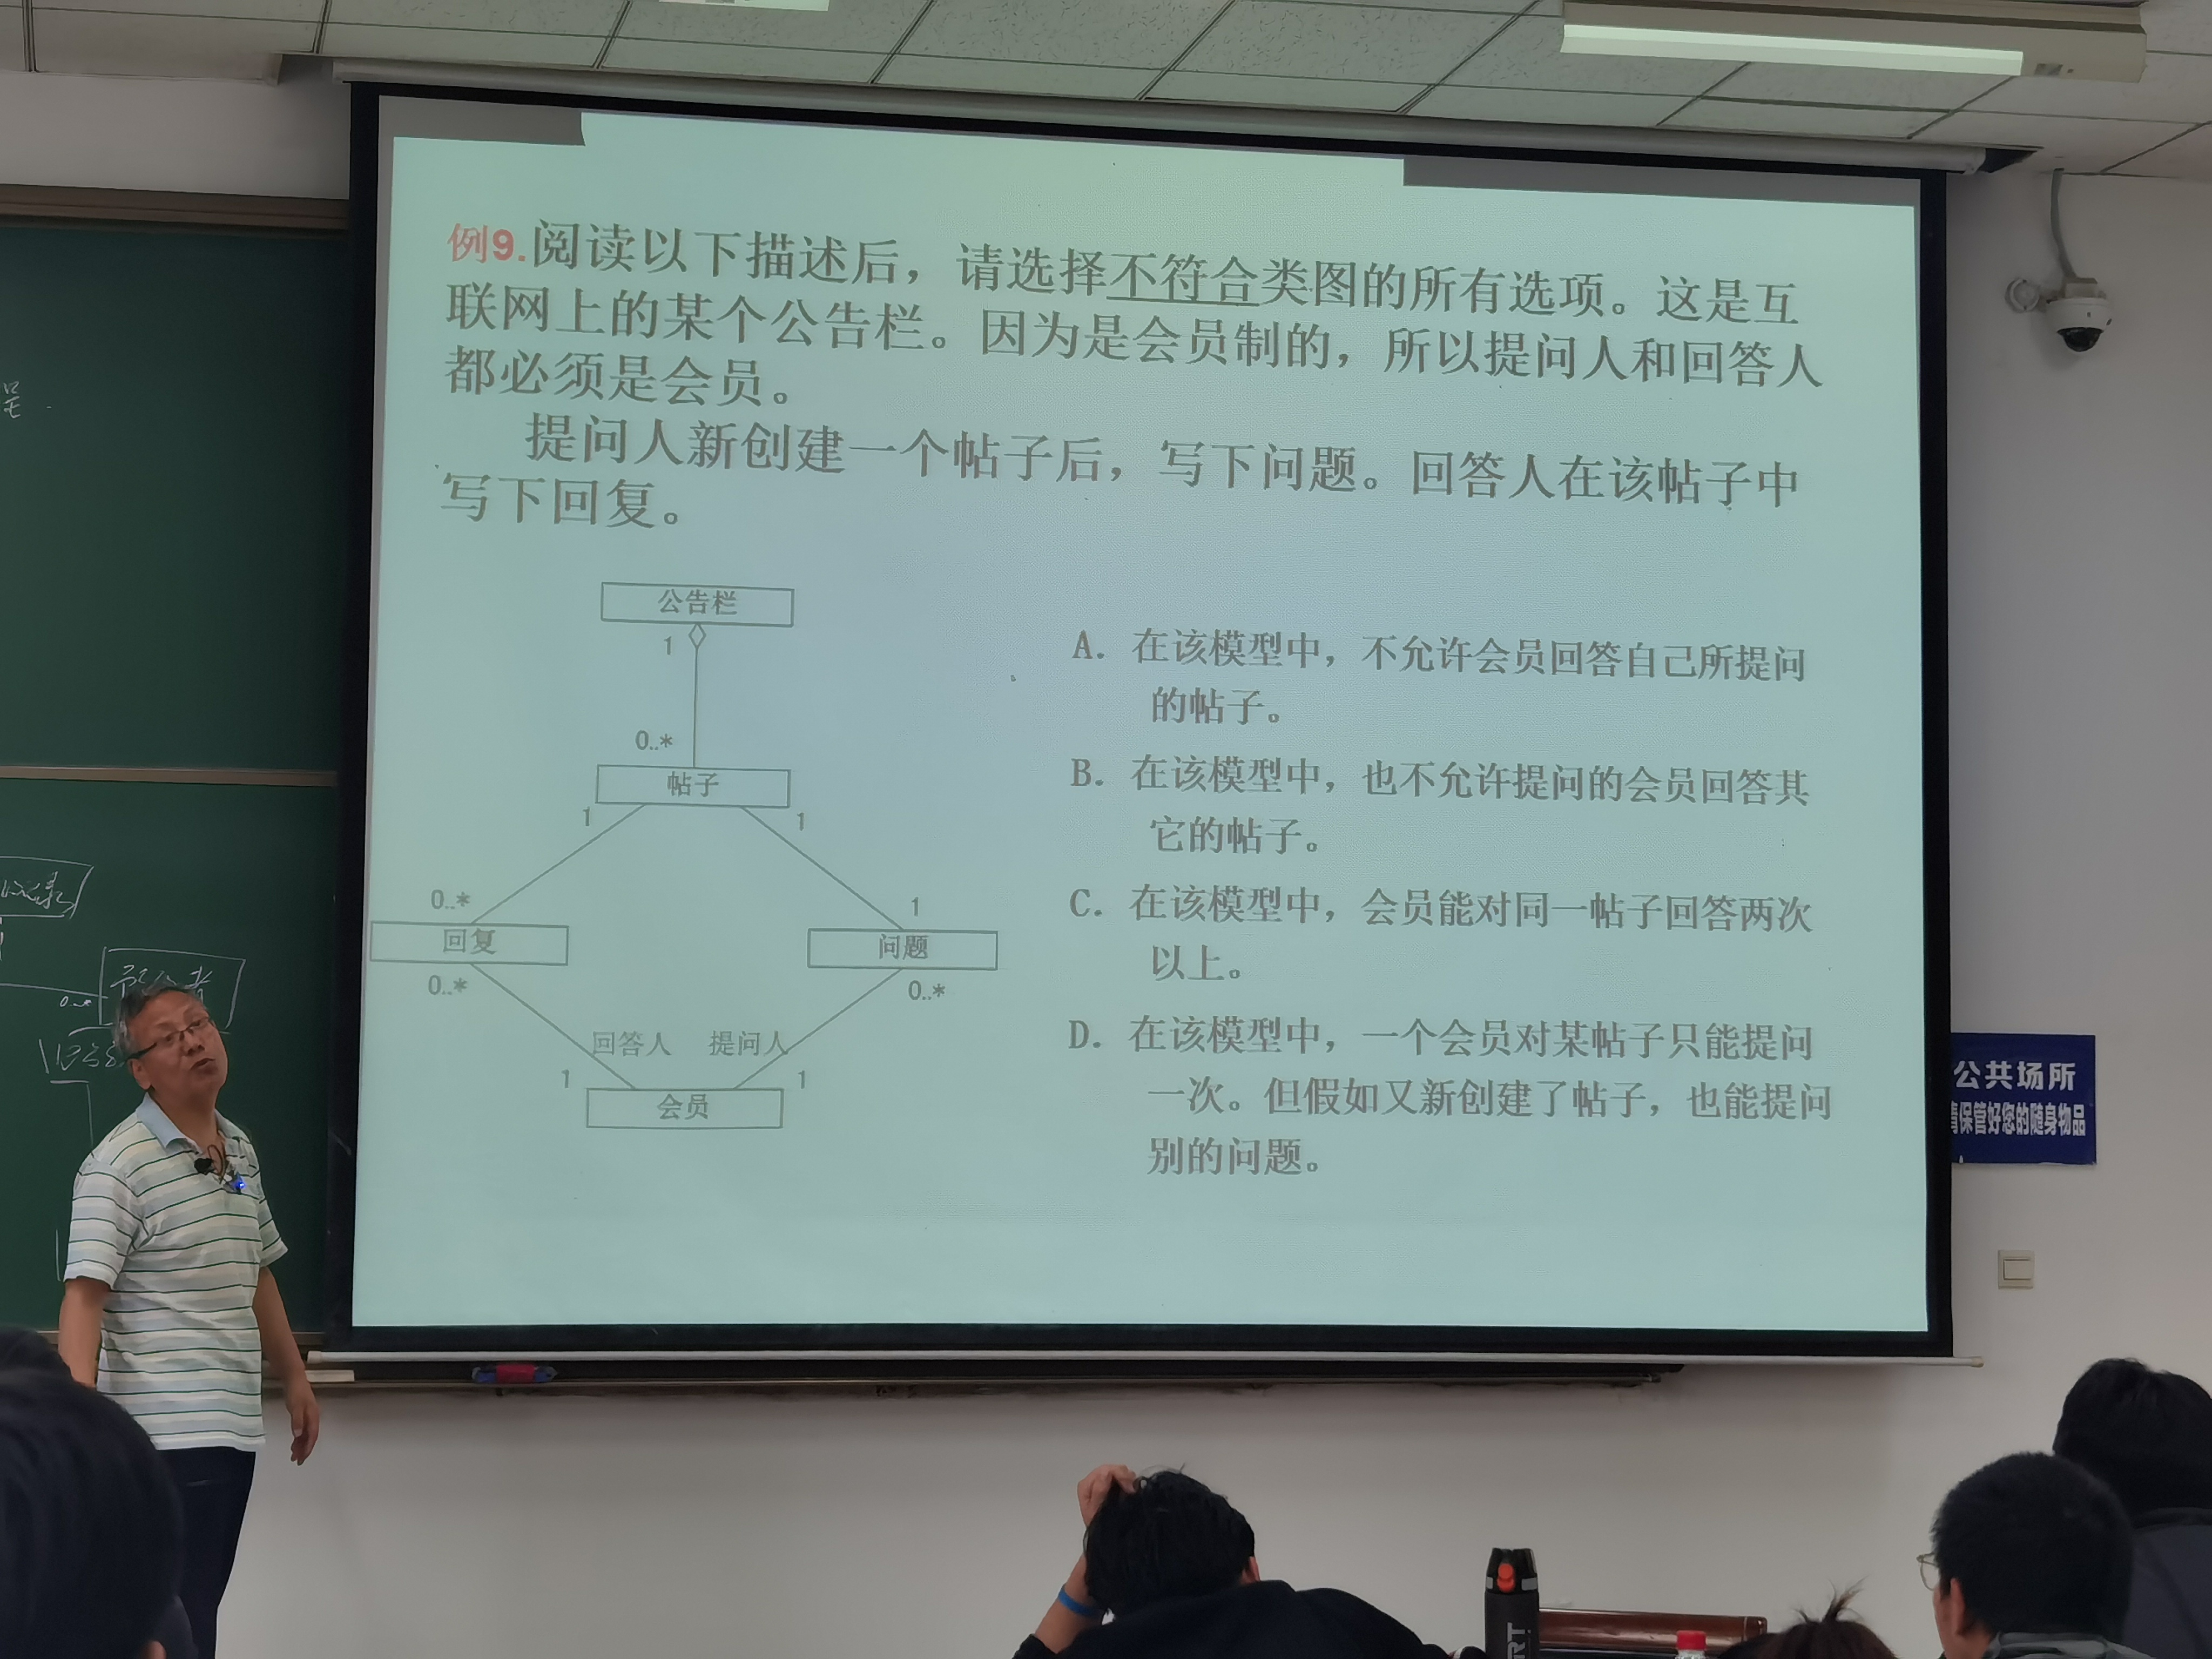 例9.阅读以下描述后，请选择不符合类图的所有选项。这是互
联网上的某个公告栏。因为是会员制的，所以提问人和回答人
都必须是会员。
提问人新创建一个帖子后，写下问题。回答人在该帖子中
写下回复。
公告栏
1
0..*
帖子
1
1
0..*
1
回复
问题
0..*
0..*
回答人
提问人
1
1
会员
A. 在该模型中，不允许会员回答自己所提问
的帖子。
B. 在该模型中，也不允许提问的会员回答其
它的帖子。
C. 在该模型中，会员能对同一帖子回答两次
以上。
D. 在该模型中，一个会员对某帖子只能提问
一次。但假如又新创建了帖子，也能提问
别的问题。
公共场所
请保管好您的随身物品
0..*